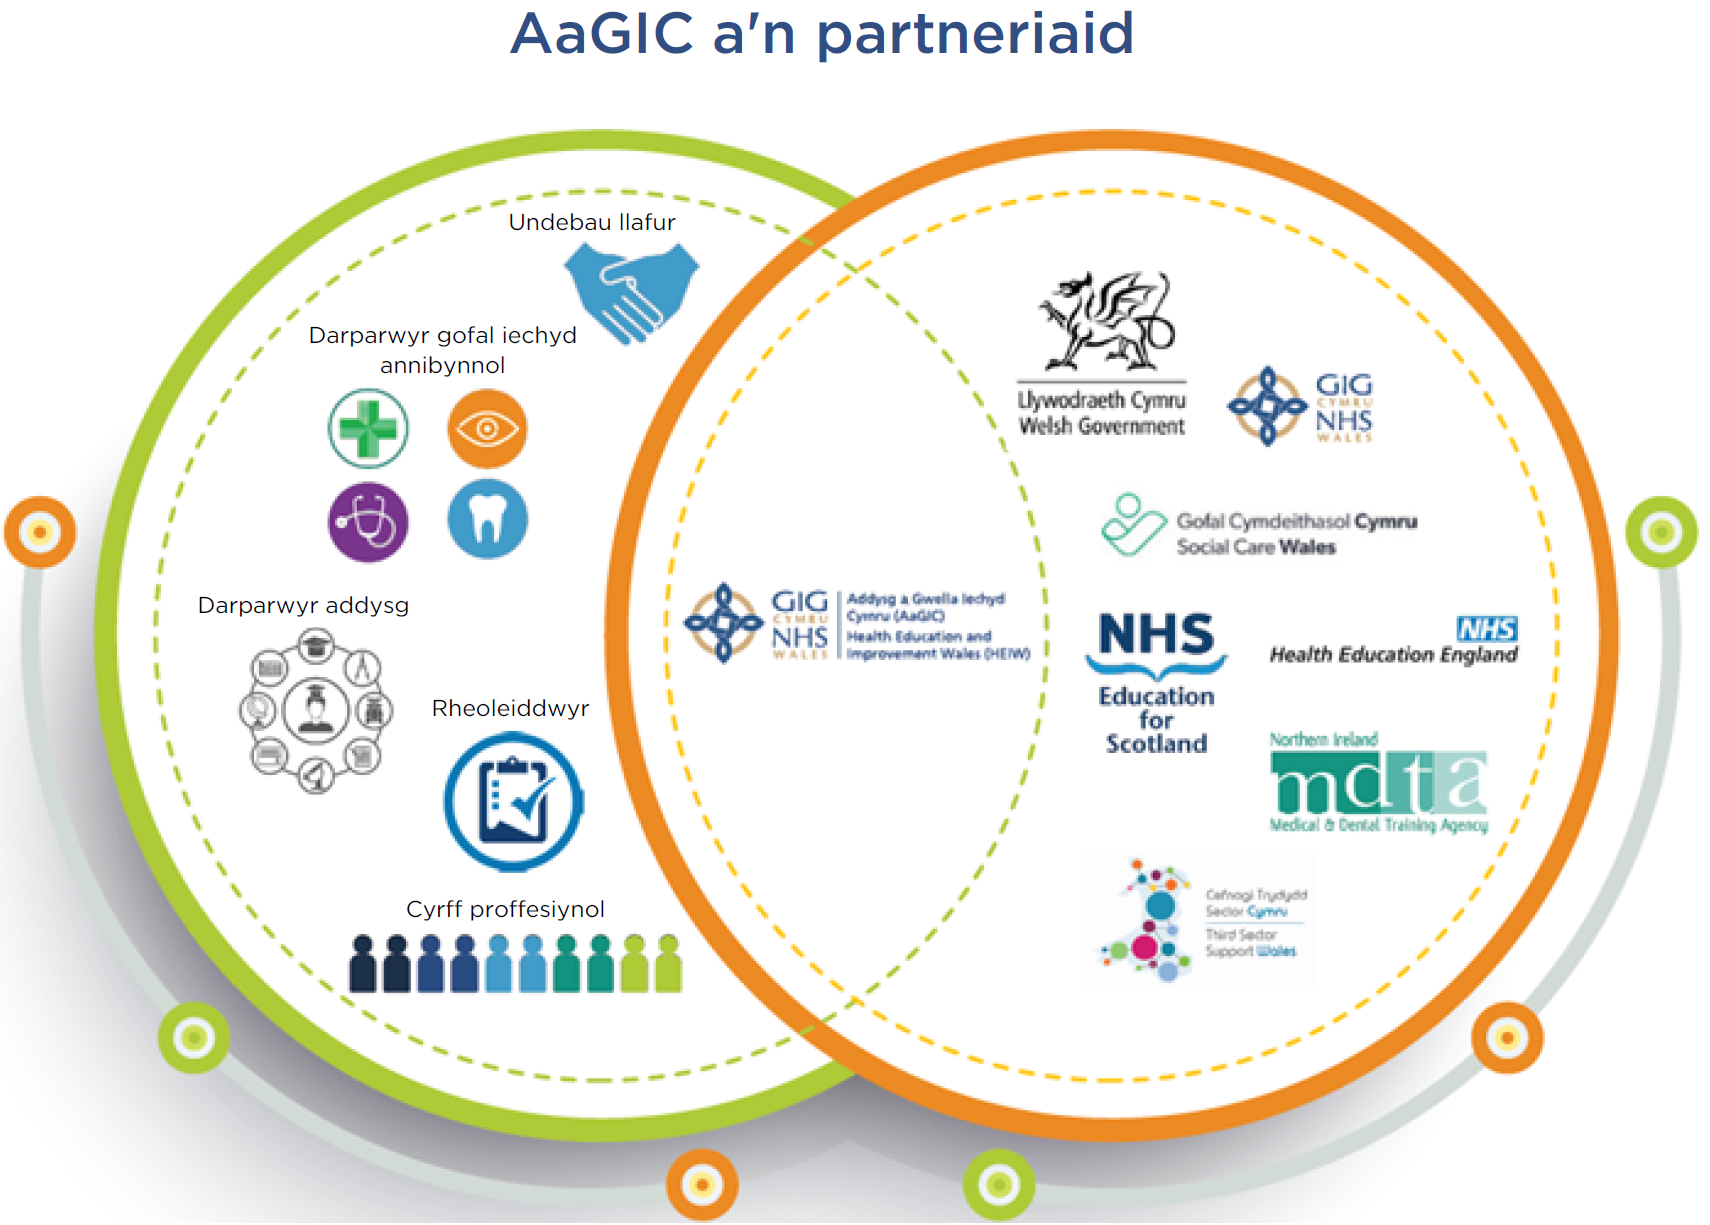 AaGIC a'n partneriaid
Undebau llafur
Darparwyr gofal iechyd
annibynnol
Darparwyr addysg
Rheoleiddwyr
Cyrff proffesiynol
GIG
CYMRU
NHS
WALES
Addysg a Gwella Iechyd
Cymru (AaGIC)
Health Education and
Improvement Wales (HEIW)
Llywodraeth Cymru
Welsh Government
GIG
CYMRU
NHS
WALES
Gofal Cymdeithasol Cymru
Social Care Wales
NHS
Education
for
Scotland
NHS
Health Education England
Northern Ireland
mdta
Medical & Dental Training Agency
Cefnogi Trydydd
Sector Cymru
Third Sector
Support Wales